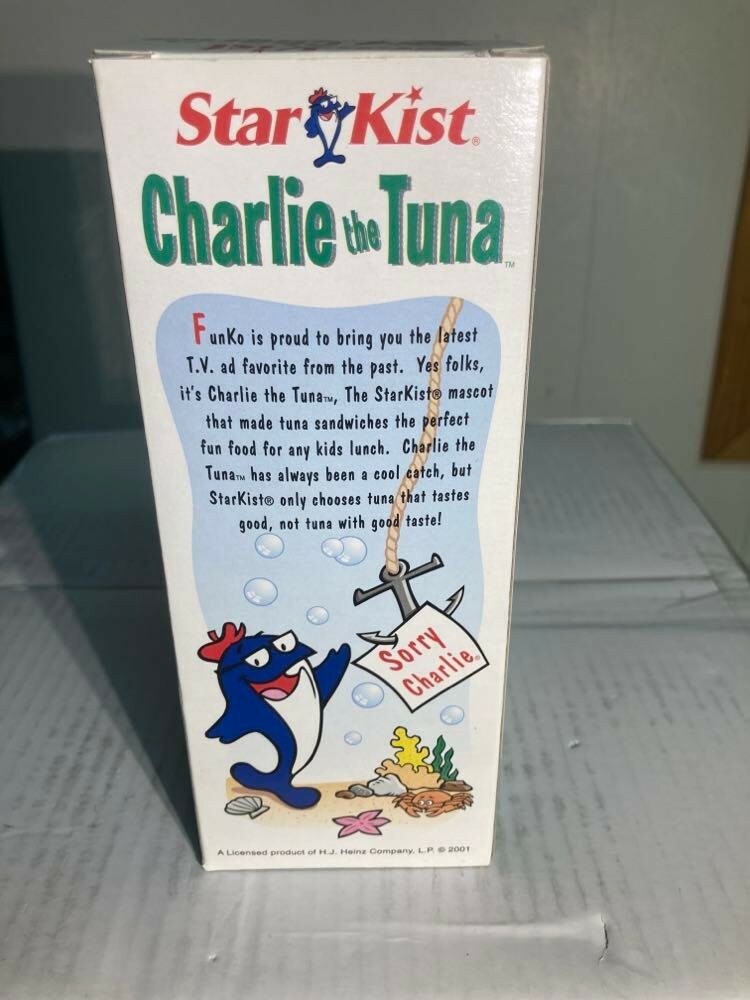 StarKist®
Charlie the Tuna™
FunKo is proud to bring you the latest
T.V. ad favorite from the past. Yes folks,
it's Charlie the Tuna™, The StarKist® mascot
that made tuna sandwiches the perfect
fun food for any kids lunch. Charlie the
Tuna™ has always been a cool catch, but
StarKist® only chooses tuna that tastes
good, not tuna with good taste!
Sorry
Charlie®
A Licensed product of H.J. Heinz Company, L.P. © 2001